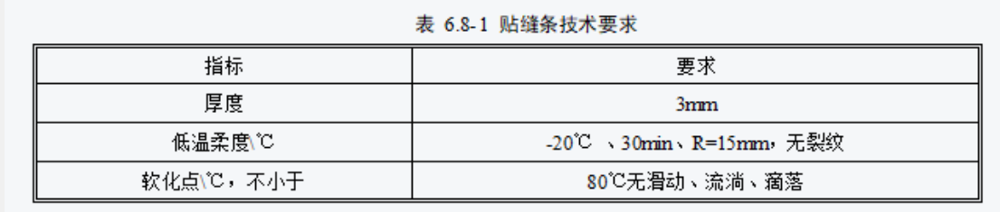 表 6.8-1 贴缝条技术要求
指标 要求
厚度 3mm
低温柔度\℃ -20℃ 、30min、R=15mm，无裂纹
软化点\℃，不小于 80℃无滑动、流淌、滴落